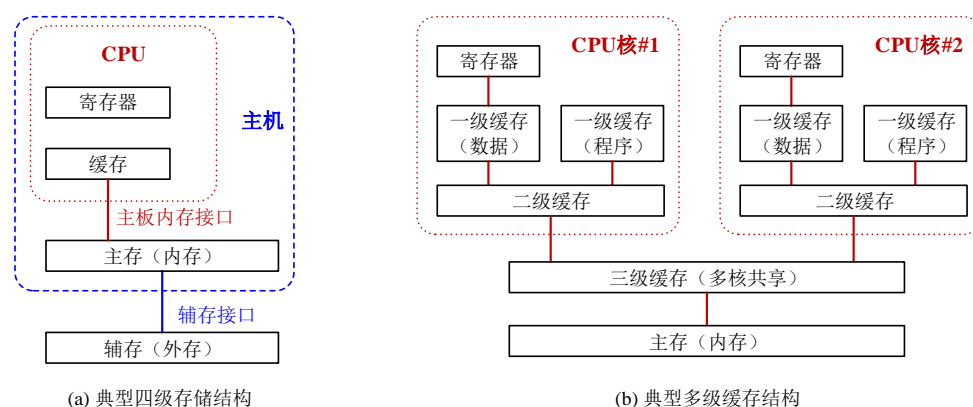 CPU
寄存器
主机
缓存
主板内存接口
主存（内存）
辅存接口
辅存（外存）
(a) 典型四级存储结构
CPU核#1
寄存器
一级缓存
（数据）
一级缓存
（程序）
二级缓存
CPU核#2
寄存器
一级缓存
（数据）
一级缓存
（程序）
二级缓存
三级缓存（多核共享）
主存（内存）
(b) 典型多级缓存结构